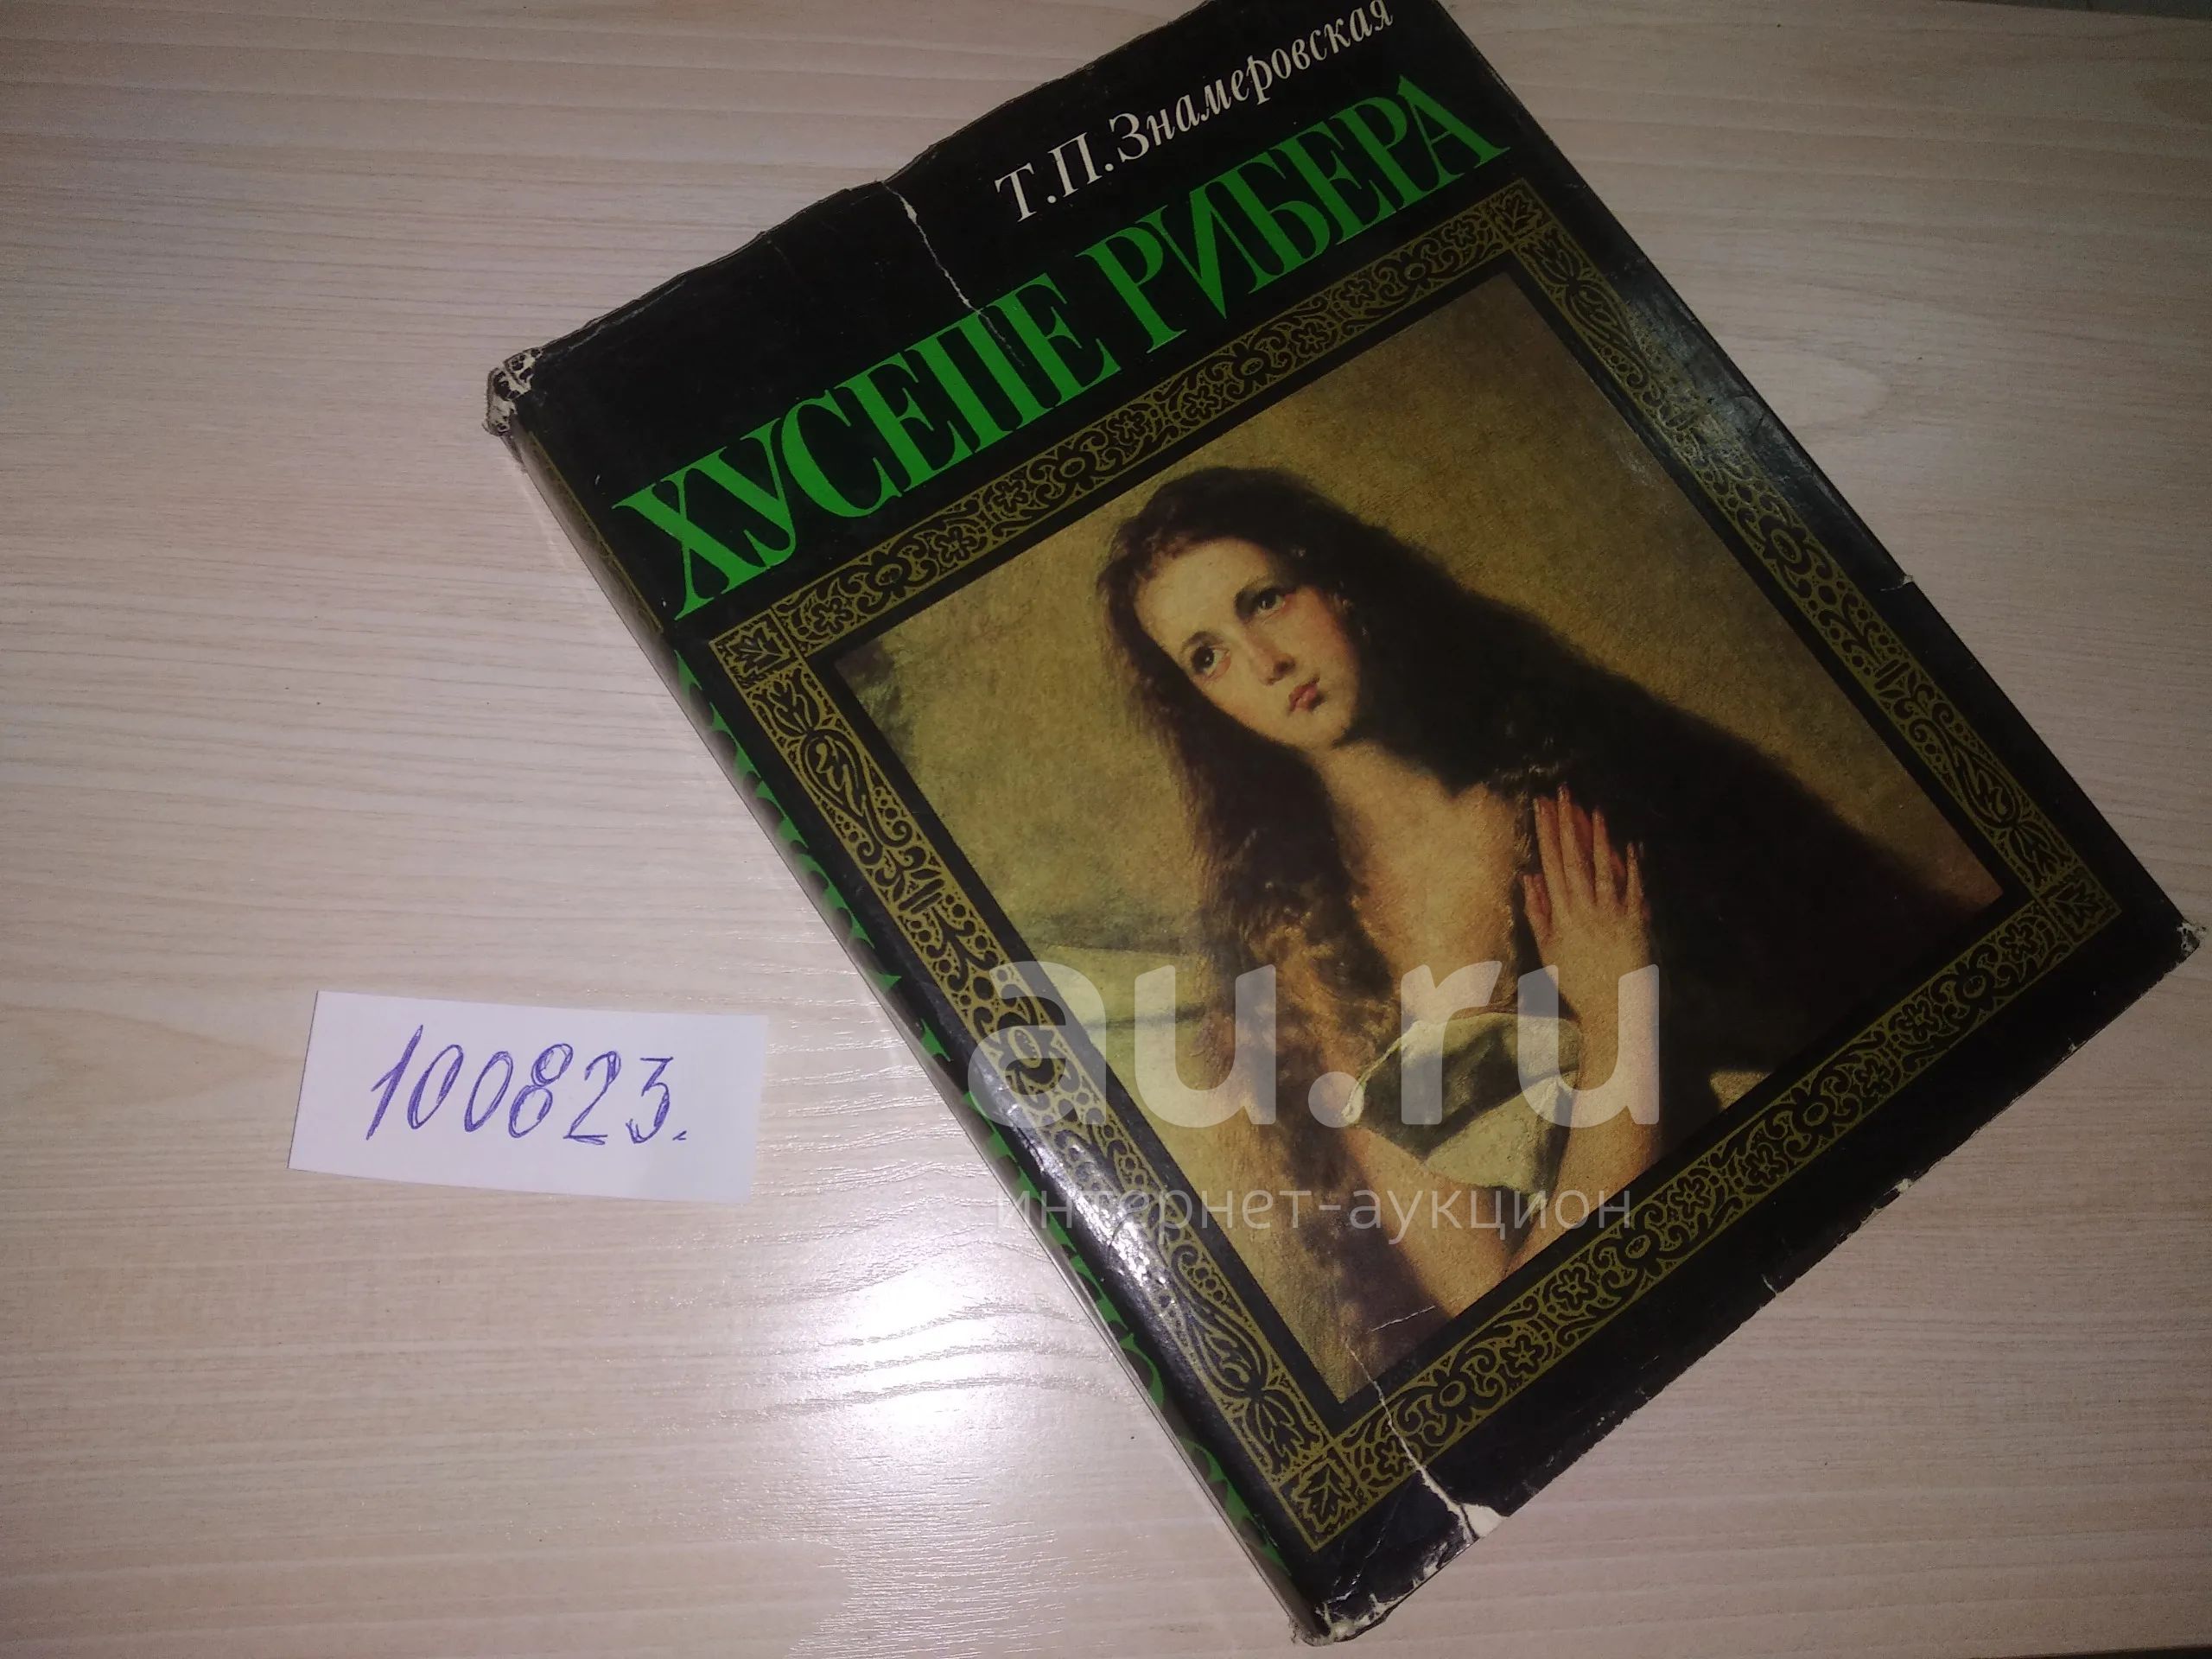 Т.П.Знамеровская
ХУСЕПЕ РИБЕРА
100823.
au.ru
интернет-аукцион